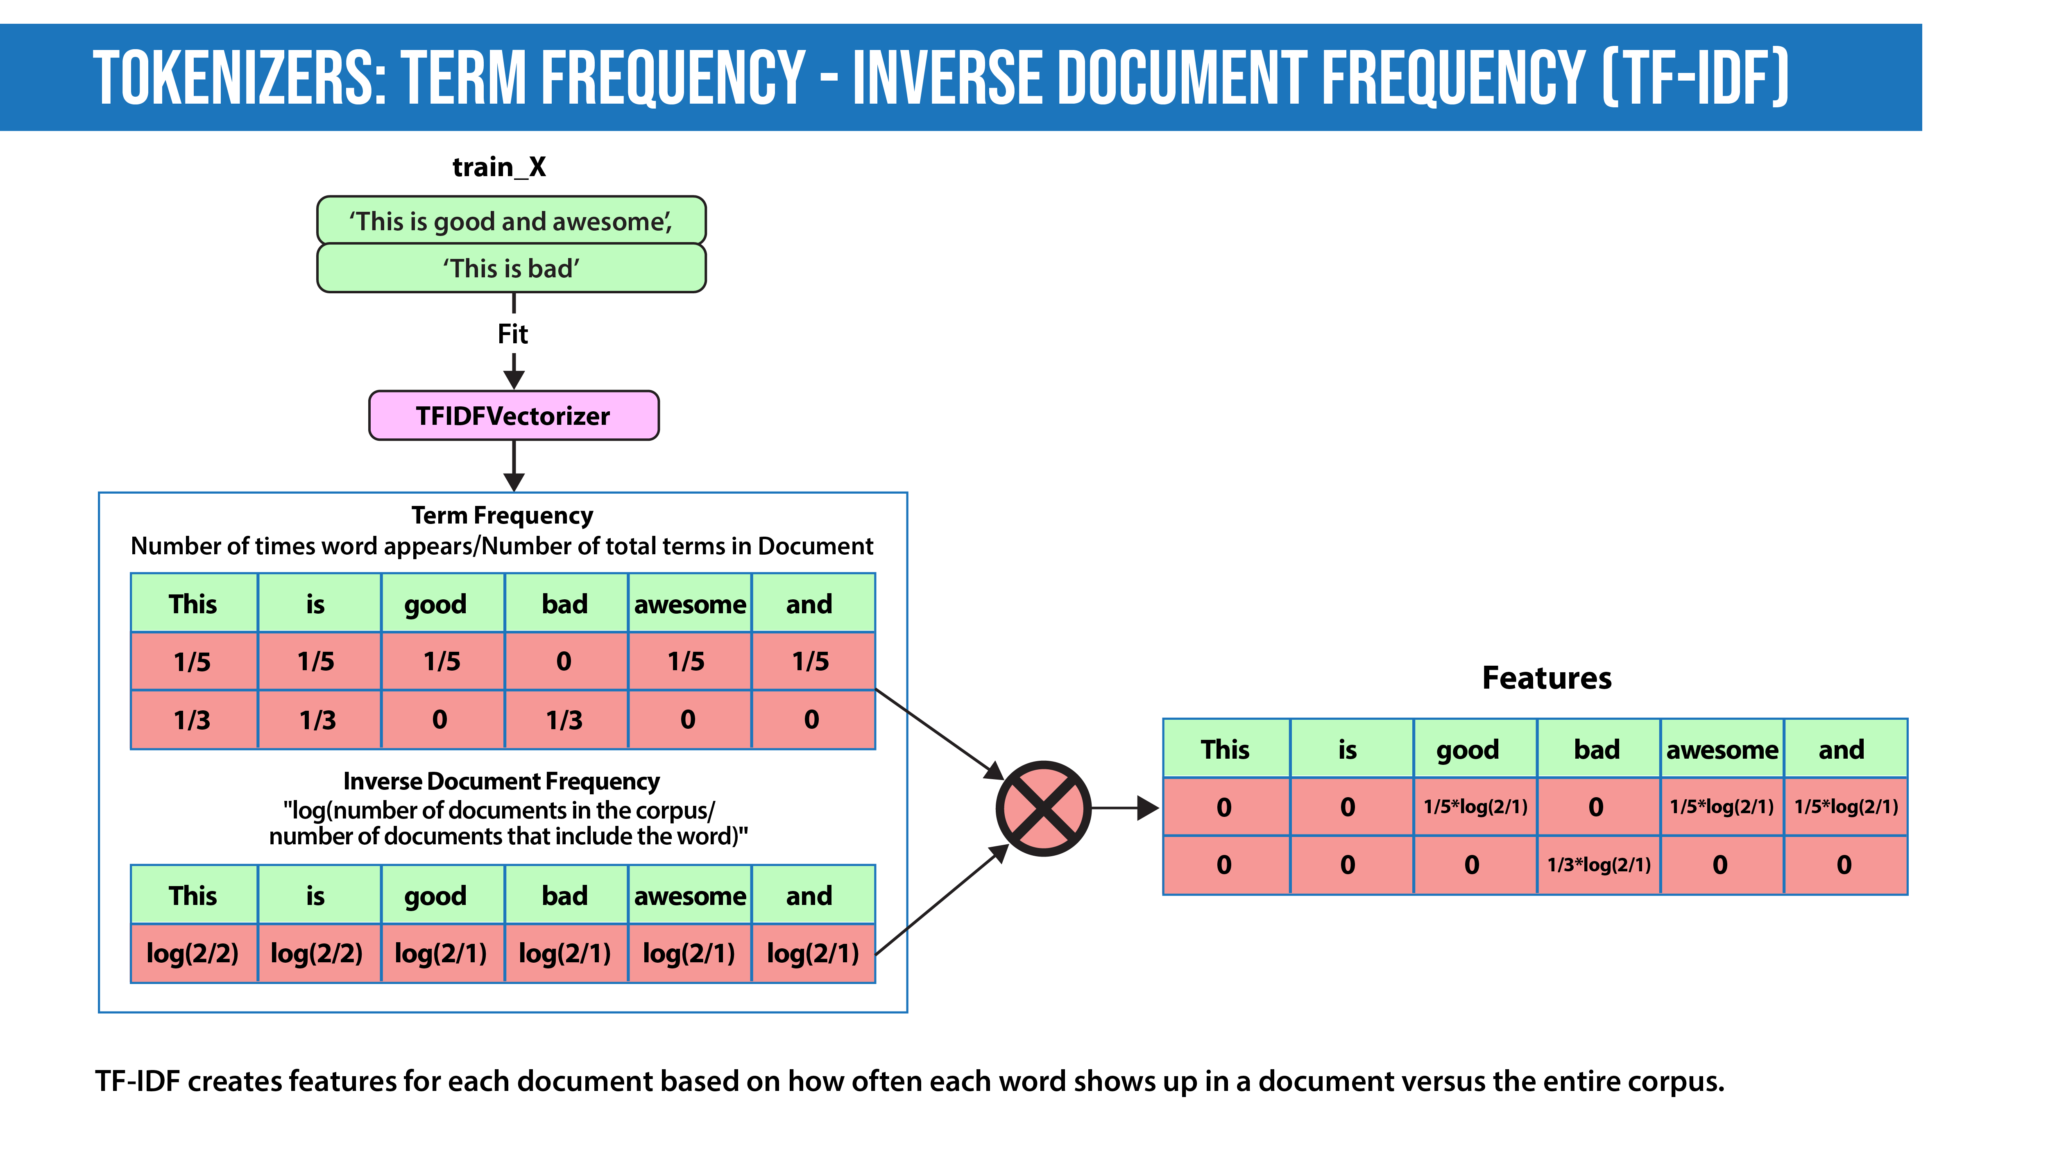 TOKENIZERS: TERM FREQUENCY - INVERSE DOCUMENT FREQUENCY (TF-IDF)
train_X
‘This is good and awesome’,
‘This is bad’
Fit
TFIDFVectorizer
Term Frequency
Number of times word appears/Number of total terms in Document
This is good bad awesome and
1/5 1/5 1/5 0 1/5 1/5
1/3 1/3 0 1/3 0 0
Inverse Document Frequency
"log(number of documents in the corpus/
number of documents that include the word)"
This is good bad awesome and
log(2/2) log(2/2) log(2/1) log(2/1) log(2/1) log(2/1)
Features
This is good bad awesome and
0 0 1/5*log(2/1) 0 1/5*log(2/1) 1/5*log(2/1)
0 0 0 1/3*log(2/1) 0 0
TF-IDF creates features for each document based on how often each word shows up in a document versus the entire corpus.